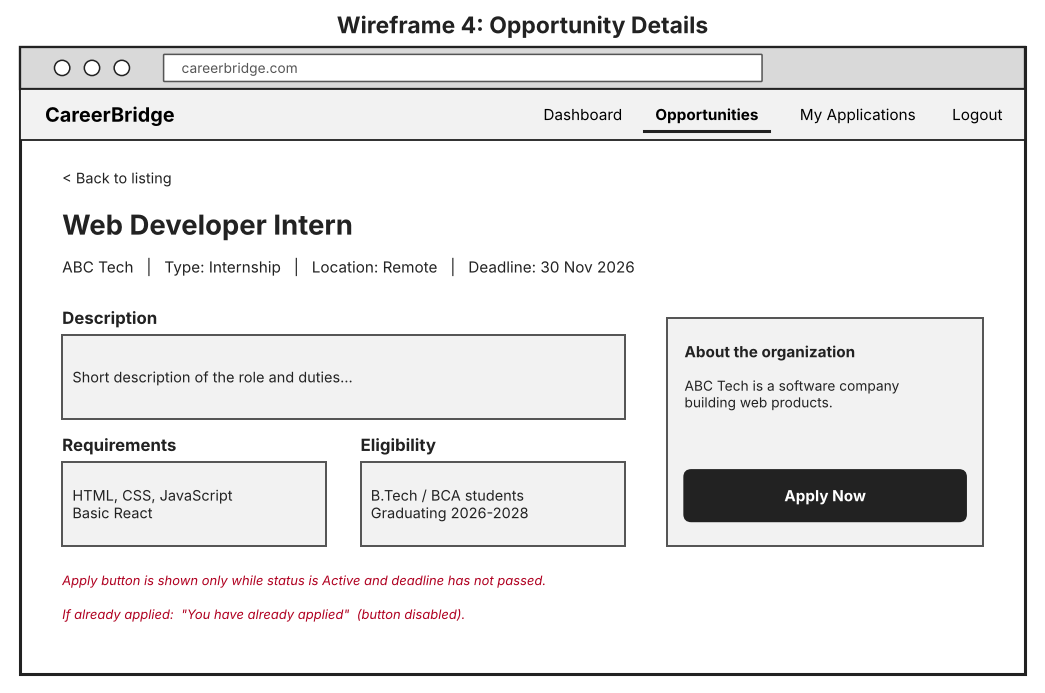 Wireframe 4: Opportunity Details
careerbridge.com
CareerBridge
Dashboard
Opportunities
My Applications
Logout
< Back to listing
Web Developer Intern
ABC Tech | Type: Internship | Location: Remote | Deadline: 30 Nov 2026
Description
Short description of the role and duties...
Requirements
HTML, CSS, JavaScript
Basic React
Eligibility
B.Tech / BCA students
Graduating 2026-2028
About the organization
ABC Tech is a software company
building web products.
Apply Now
Apply button is shown only while status is Active and deadline has not passed.
If already applied: "You have already applied" (button disabled).